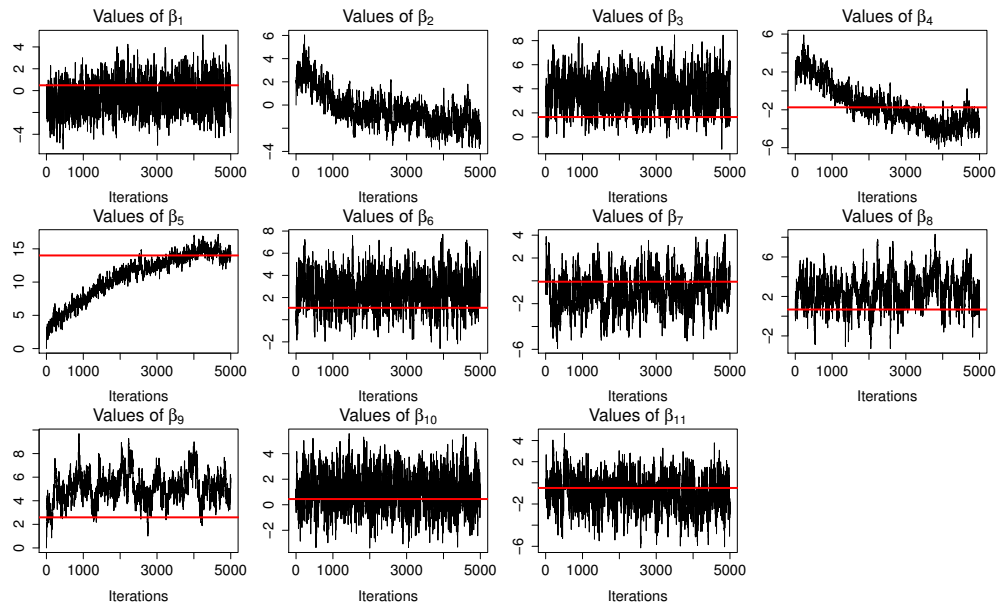 Values of β₁ Values of β₂ Values of β₃ Values of β₄
−4 0 2 4
−4 −2 0 2 4 6
0 2 4 6 8
−6 −2 2 6
0 1000 3000 5000 0 1000 3000 5000 0 1000 3000 5000 0 1000 3000 5000
Iterations Iterations Iterations Iterations
Values of β₅ Values of β₆ Values of β₇ Values of β₈
0 5 10 15
−2 2 4 6 8
−6 −2 0 2 4
−2 2 6
0 1000 3000 5000 0 1000 3000 5000 0 1000 3000 5000 0 1000 3000 5000
Iterations Iterations Iterations Iterations
Values of β₉ Values of β₁₀ Values of β₁₁
0 2 4 6 8
−2 0 2 4
−6 −2 0 2 4
0 1000 3000 5000 0 1000 3000 5000 0 1000 3000 5000
Iterations Iterations Iterations